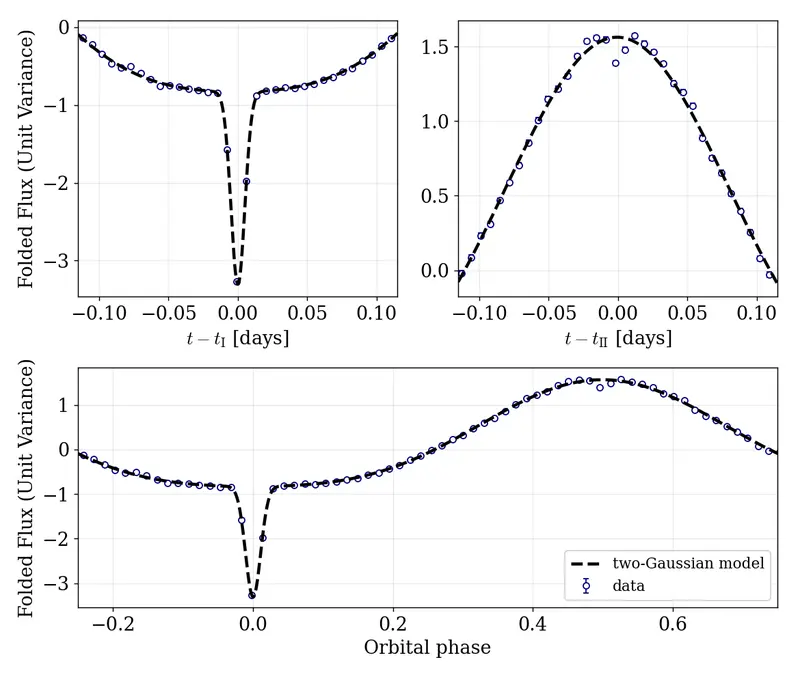 Folded Flux (Unit Variance)
0
−1
−2
−3
−0.10 −0.05 0.00 0.05 0.10
t − t_I [days]
1.5
1.0
0.5
0.0
−0.10 −0.05 0.00 0.05 0.10
t − t_II [days]
Folded Flux (Unit Variance)
1
0
−1
−2
−3
−0.2 0.0 0.2 0.4 0.6
Orbital phase
two-Gaussian model
data